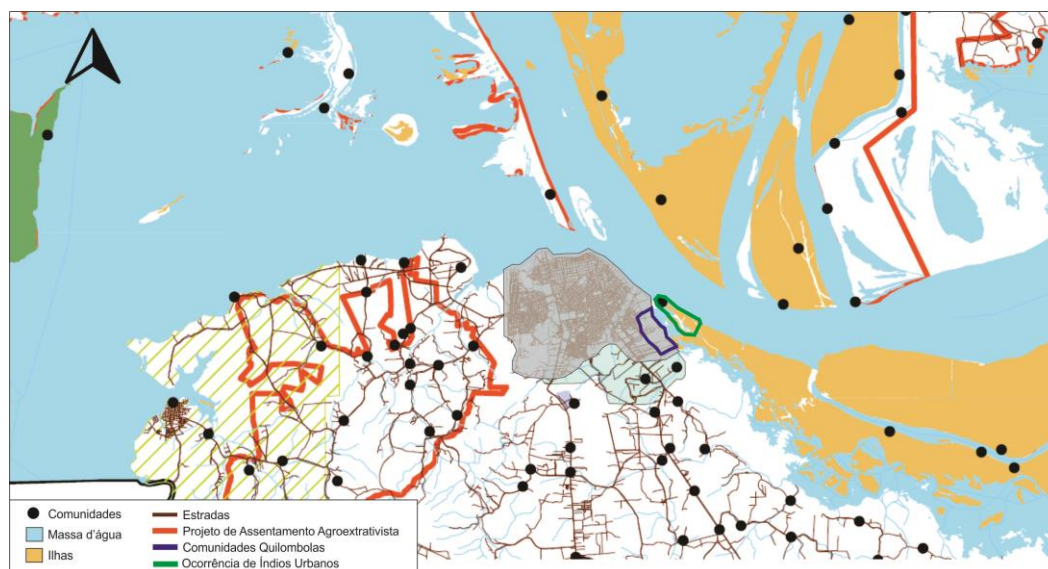 Comunidades
Massa d'água
Ilhas
Estradas
Projeto de Assentamento Agroextrativista
Comunidades Quilombolas
Ocorrência de Índios Urbanos